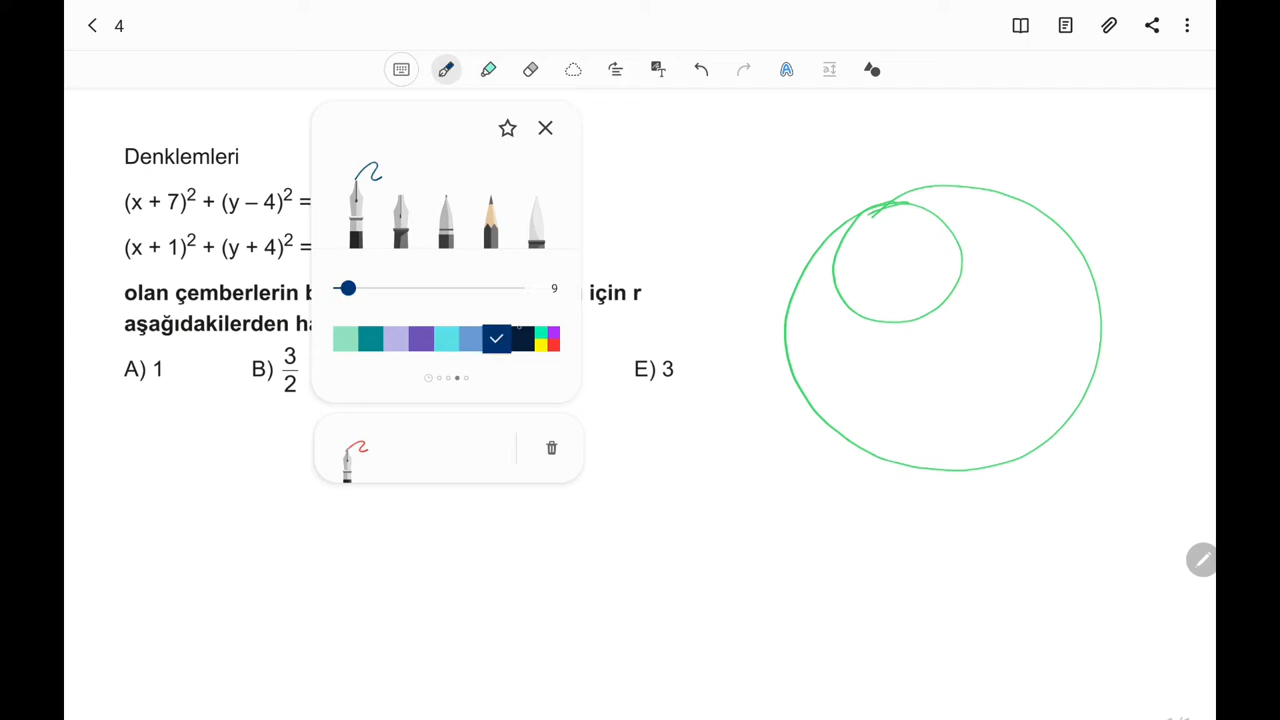 4
Denklemleri
(x + 7)² + (y – 4)² =
(x + 1)² + (y + 4)² =
9
olan çemberlerin için r
aşağıdakilerden
A) 1 B) 3/2 E) 3